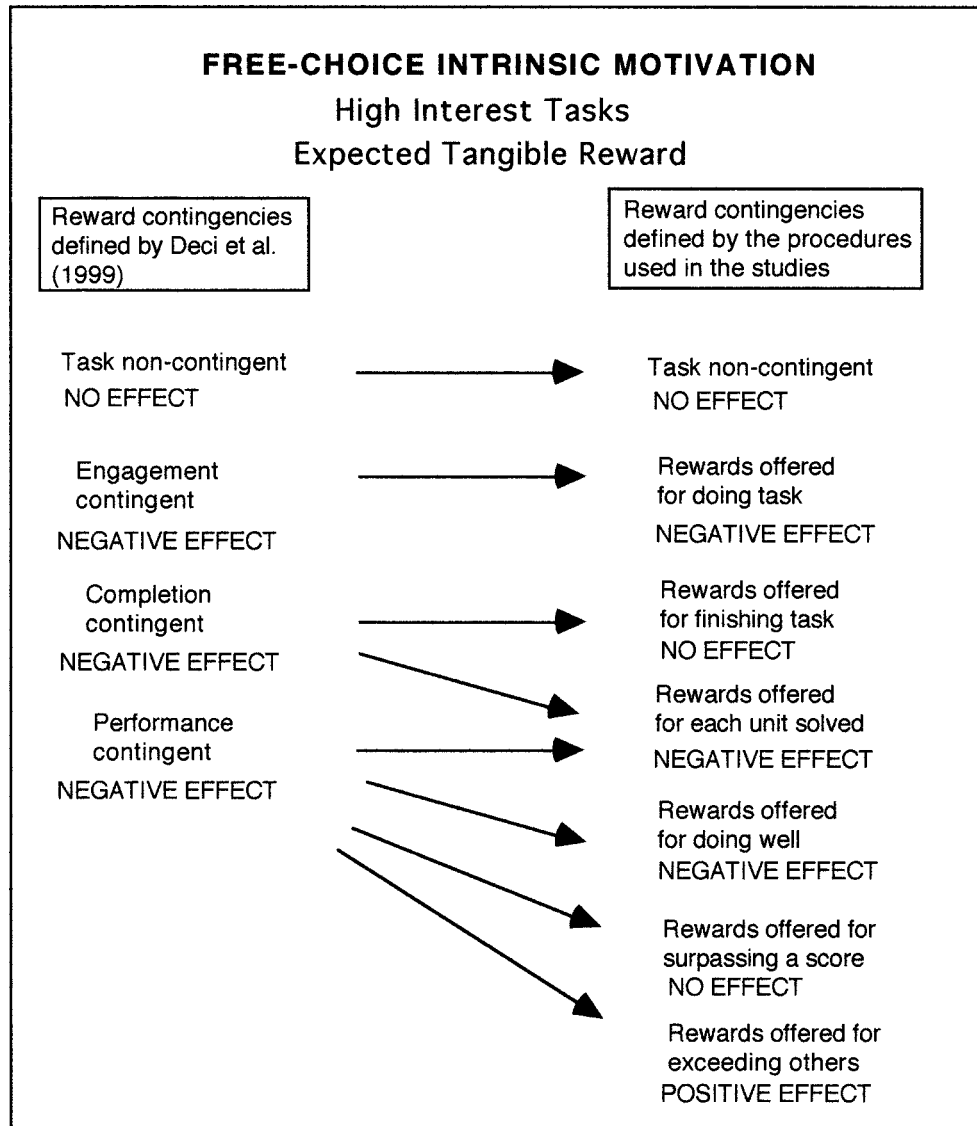 FREE-CHOICE INTRINSIC MOTIVATION
High Interest Tasks
Expected Tangible Reward
Reward contingencies
defined by Deci et al.
(1999)
Reward contingencies
defined by the procedures
used in the studies
Task non-contingent
NO EFFECT
Task non-contingent
NO EFFECT
Engagement
contingent
NEGATIVE EFFECT
Rewards offered
for doing task
NEGATIVE EFFECT
Completion
contingent
NEGATIVE EFFECT
Rewards offered
for finishing task
NO EFFECT
Rewards offered
for each unit solved
NEGATIVE EFFECT
Performance
contingent
NEGATIVE EFFECT
Rewards offered
for doing well
NEGATIVE EFFECT
Rewards offered for
surpassing a score
NO EFFECT
Rewards offered for
exceeding others
POSITIVE EFFECT